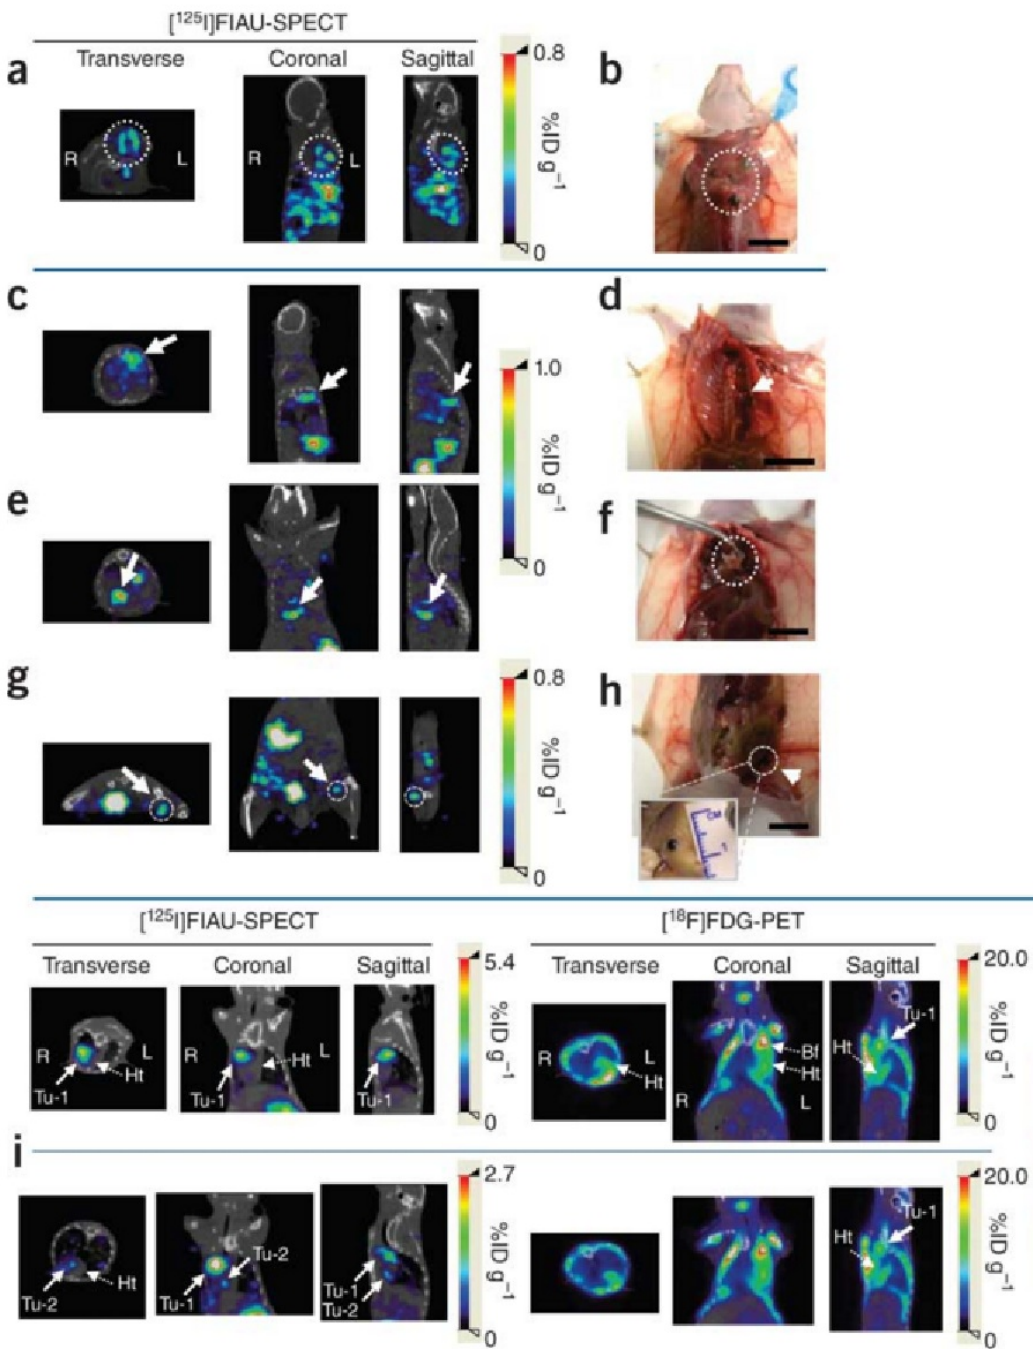 [125I]FIAU-SPECT
Transverse Coronal Sagittal
a
R L
R L
0.8
%ID g−1
0
b
c
d
1.0
%ID g−1
0
e
f
g
0.8
%ID g−1
0
h
[125I]FIAU-SPECT
Transverse Coronal Sagittal
R L
Ht
Tu-1
R L
Ht
Tu-1
Tu-1
5.4
%ID g−1
0
[18F]FDG-PET
Transverse Coronal Sagittal
R L
Ht
Bf
Ht
R L
Tu-1
Ht
20.0
%ID g−1
0
i
Ht
Tu-2
Tu-2
Tu-1
Tu-1
Tu-2
2.7
%ID g−1
0
Tu-1
Ht
20.0
%ID g−1
0